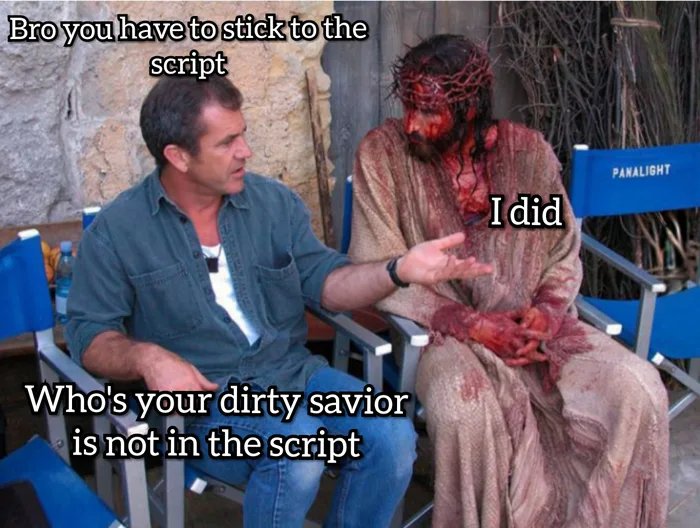 Bro you have to stick to the
script
PANALIGHT
I did
Who's your dirty savior
is not in the script